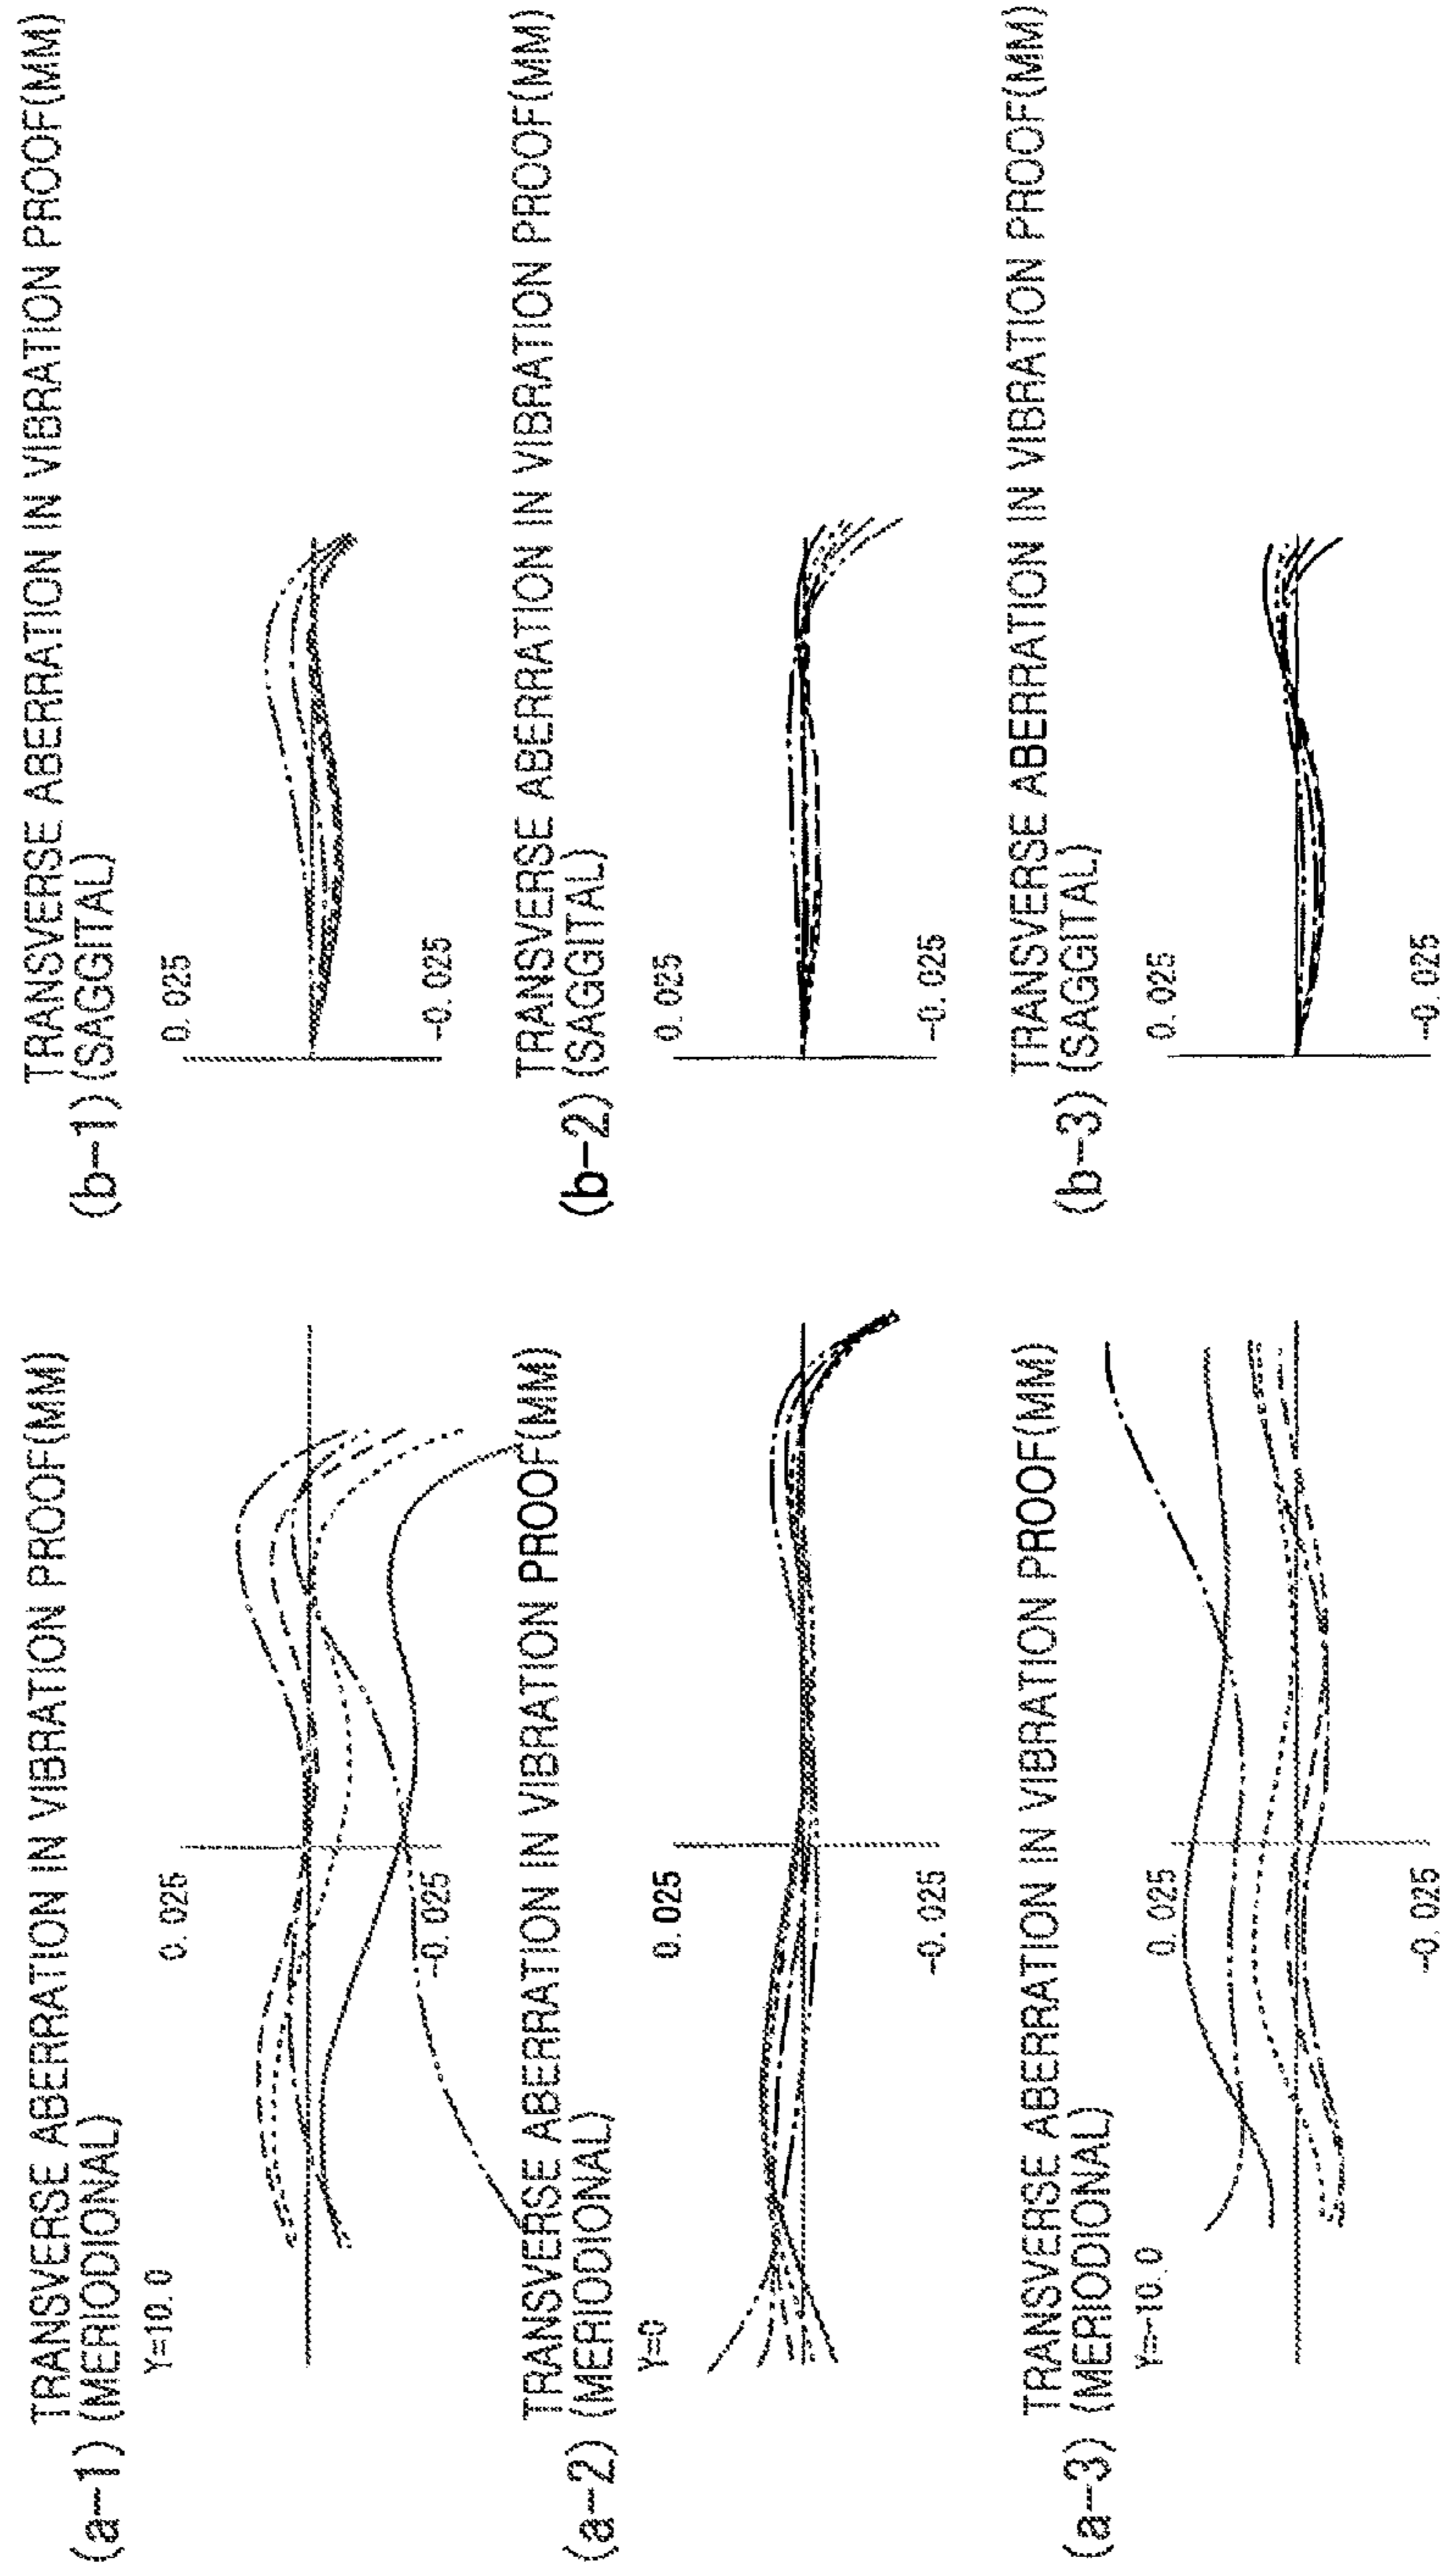 TRANSVERSE ABERRATION IN VIBRATION PROOF(MM)
(a-1) (MERIODIONAL)
Y=10.0
0.025
-0.025
TRANSVERSE ABERRATION IN VIBRATION PROOF(MM)
(b-1) (SAGGITAL)
0.025
-0.025
TRANSVERSE ABERRATION IN VIBRATION PROOF(MM)
(a-2) (MERIODIONAL)
Y=0
0.025
-0.025
TRANSVERSE ABERRATION IN VIBRATION PROOF(MM)
(b-2) (SAGGITAL)
0.025
-0.025
TRANSVERSE ABERRATION IN VIBRATION PROOF(MM)
(a-3) (MERIODIONAL)
Y=-10.0
0.025
-0.025
TRANSVERSE ABERRATION IN VIBRATION PROOF(MM)
(b-3) (SAGGITAL)
0.025
-0.025